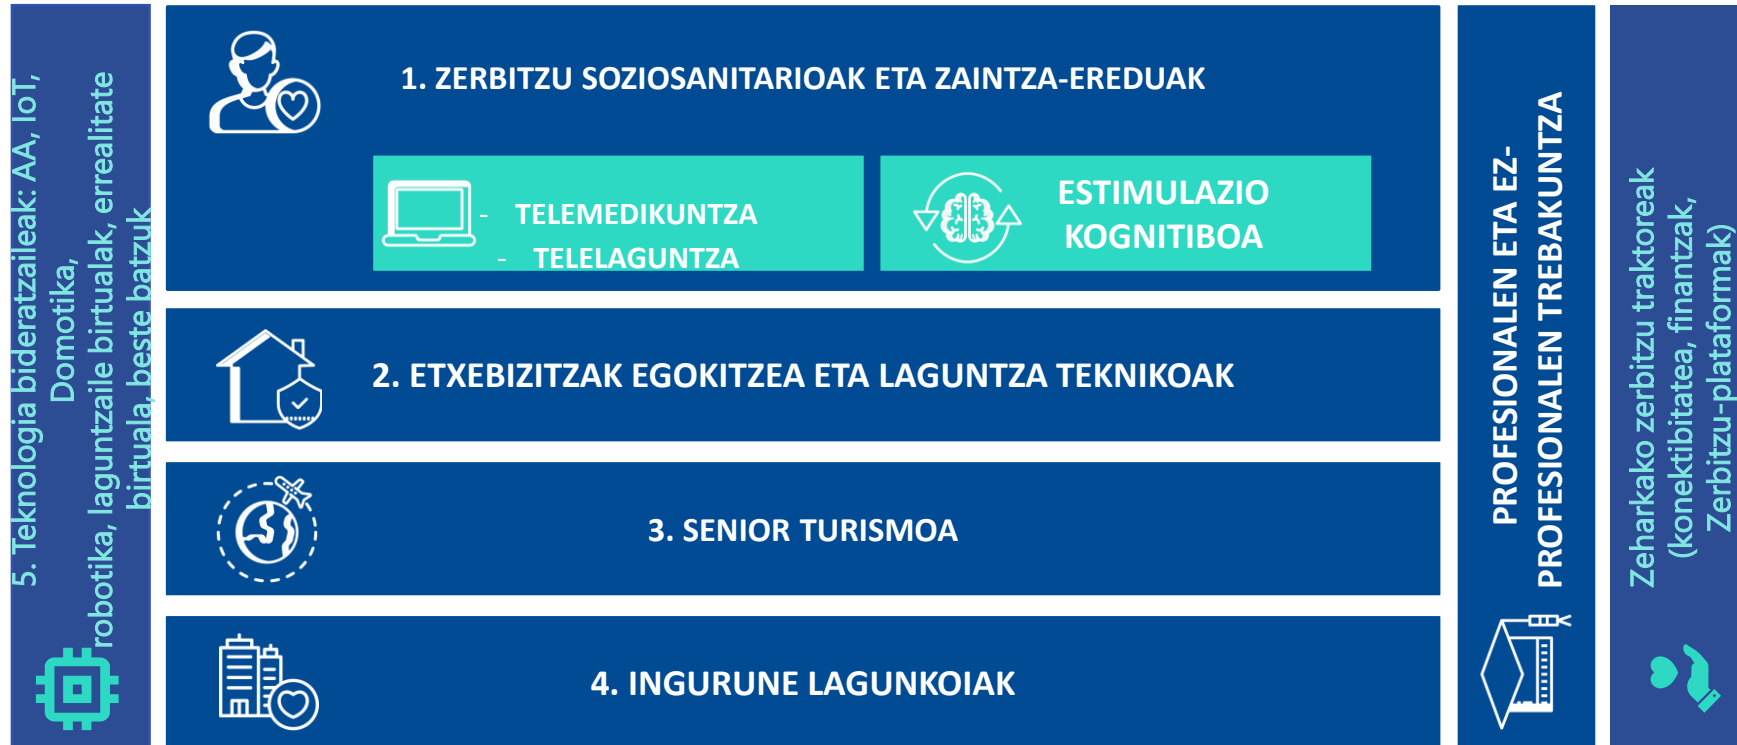 5. Teknologia bideratzaileak: AA, IoT,
Domotika,
robotika, laguntzaile birtualak, errealitate
birtuala, beste batzuk
1. ZERBITZU SOZIOSANITARIOAK ETA ZAINTZA-EREDUAK
- TELEMEDIKUNTZA
- TELELAGUNTZA
ESTIMULAZIO
KOGNITIBOA
2. ETXEBIZITZAK EGOKITZEA ETA LAGUNTZA TEKNIKOAK
3. SENIOR TURISMOA
4. INGURUNE LAGUNKOIAK
PROFESIONALEN ETA EZ-
PROFESIONALEN TREBAKUNTZA
Zeharkako zerbitzu traktoreak
(konektibitatea, finantzak,
Zerbitzu-plataformak)